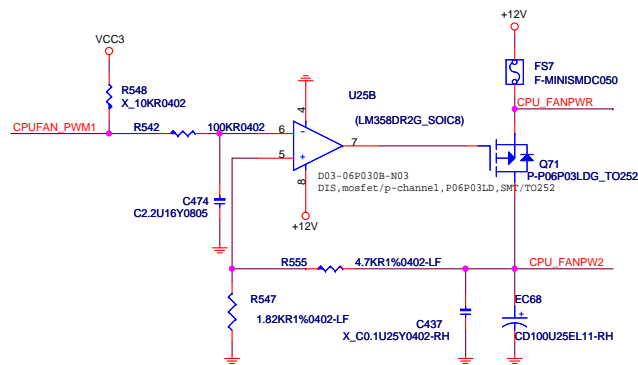 +12V
VCC3
FS7
F-MINISMDC050
R548
X_10KR0402
U25B
(LM358DR2G_SOIC8)
CPU_FANPWR
CPUFAN_PWM1
R542
100KR0402
4
6
5
7
8
Q71
P-P06P03LDG_TO252
D03-06P030B-N03
DIS,mosfet/p-channel,P06P03LD,SMT/TO252
C474
C2.2U16Y0805
+12V
R555
4.7KR1%0402-LF
CPU_FANPW2
R547
1.82KR1%0402-LF
C437
X_C0.1U25Y0402-RH
EC68
+
CD100U25EL11-RH